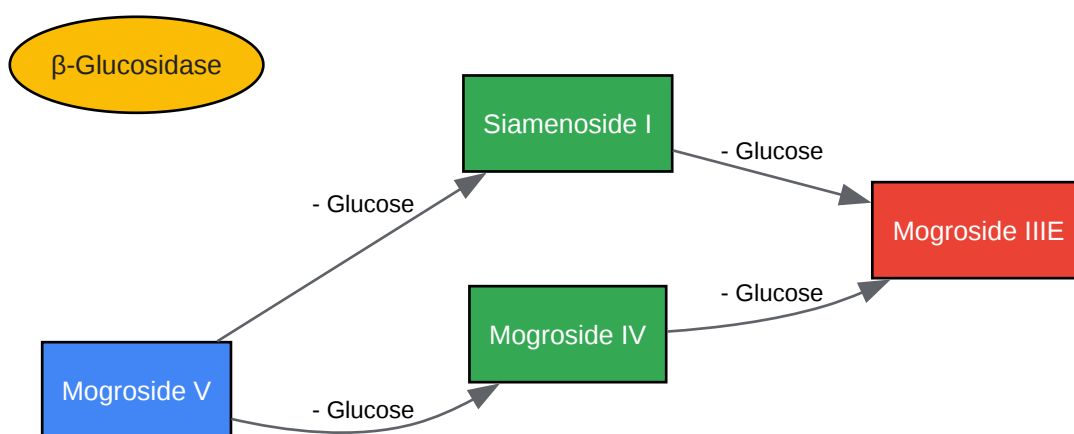 β-Glucosidase
Siamenoside I
- Glucose
- Glucose
Mogroside IIIE
- Glucose
Mogroside IV
Mogroside V
- Glucose